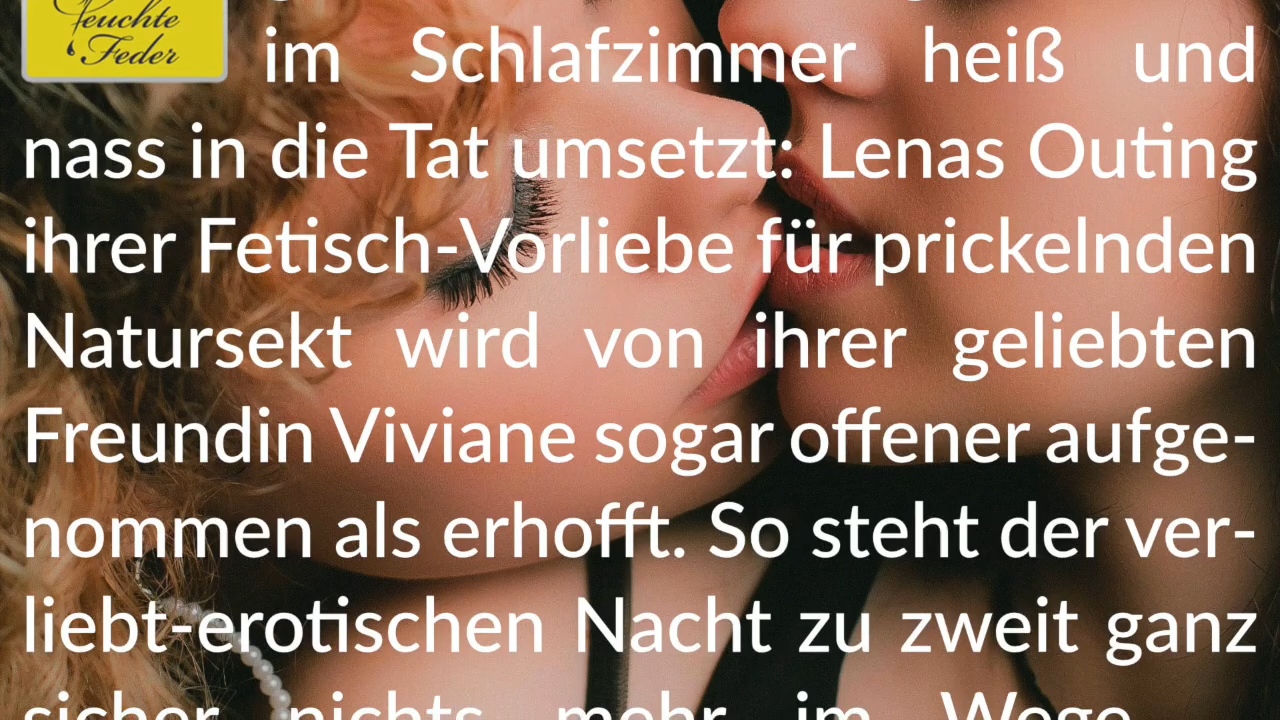 feuchte
Feder
im Schlafzimmer heiß und
nass in die Tat umsetzt: Lenas Outing
ihrer Fetisch-Vorliebe für prickelnden
Natursekt wird von ihrer geliebten
Freundin Viviane sogar offener aufge-
nommen als erhofft. So steht der ver-
liebt-erotischen Nacht zu zweit ganz
sicher nichts mehr im Wege